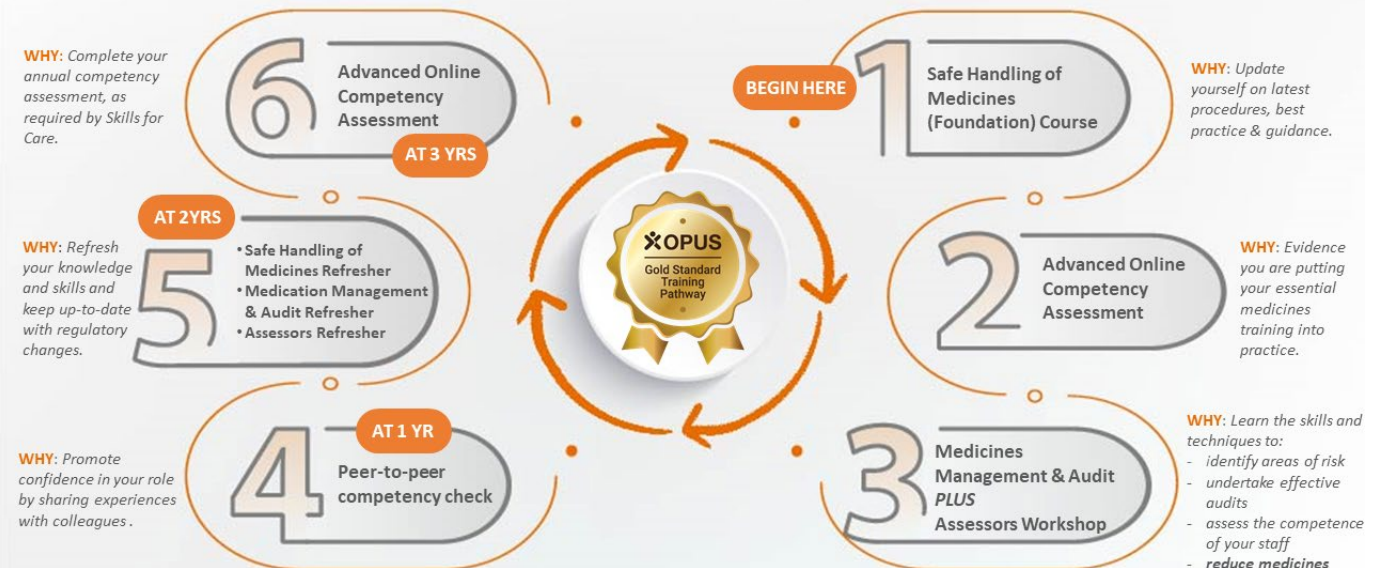 BEGIN HERE
1
Safe Handling of
Medicines
(Foundation) Course
WHY: Update
yourself on latest
procedures, best
practice & guidance.
2
Advanced Online
Competency
Assessment
WHY: Evidence
you are putting
your essential
medicines
training into
practice.
3
Medicines
Management & Audit
PLUS
Assessors Workshop
WHY: Learn the skills and
techniques to:
- identify areas of risk
- undertake effective
audits
- assess the competence
of your staff
- reduce medicines
4
AT 1 YR
Peer-to-peer
competency check
WHY: Promote
confidence in your role
by sharing experiences
with colleagues .
5
AT 2YRS
• Safe Handling of
Medicines Refresher
• Medication Management
& Audit Refresher
• Assessors Refresher
WHY: Refresh
your knowledge
and skills and
keep up-to-date
with regulatory
changes.
6
Advanced Online
Competency
Assessment
AT 3 YRS
WHY: Complete your
annual competency
assessment, as
required by Skills for
Care.
OPUS
Gold Standard
Training
Pathway